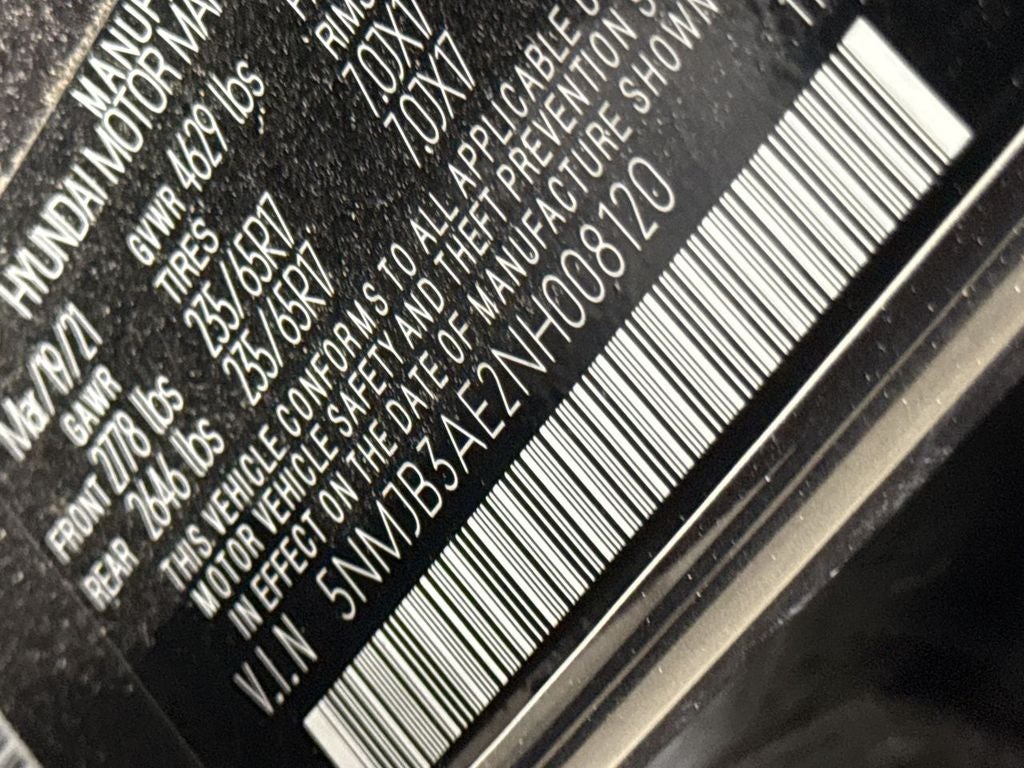 MANUF
HYUNDAI MOTOR MAN
Mar/19/21
GVWR 4629 lbs
GAWR
TIRES
RIMS
FRONT 2778 lbs
235/65R17
7.0JX17
REAR 2646 lbs
235/65R17
7.0JX17
THIS VEHICLE CONFORMS TO ALL APPLICABLE
MOTOR VEHICLE SAFETY AND THEFT PREVENTION S
IN EFFECT ON THE DATE OF MANUFACTURE SHOWN
V.I.N 5NMJB3AE2NH008120